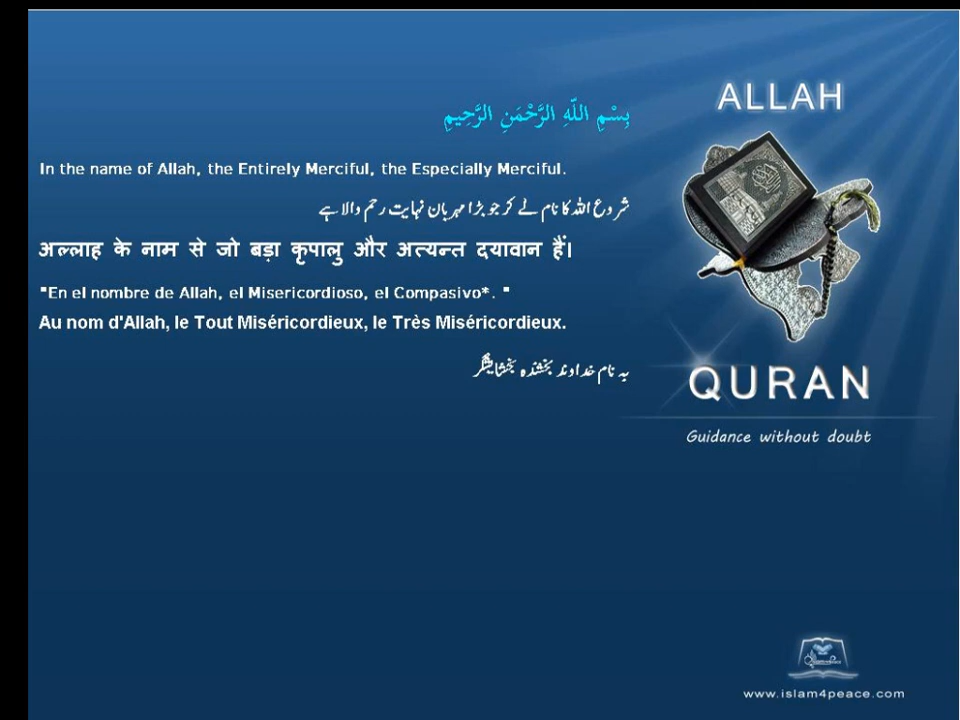 بِسْمِ اللّهِ الرَّحْمَنِ الرَّحِيمِ
In the name of Allah, the Entirely Merciful, the Especially Merciful.
شروع اللہ کا نام لے کر جو بڑا مہربان نہایت رحم والا ہے
अल्लाह के नाम से जो बड़ा कृपालु और अत्यन्त दयावान हैं।
"En el nombre de Allah, el Misericordioso, el Compasivo*. "
Au nom d'Allah, le Tout Miséricordieux, le Très Miséricordieux.
به نام خداوند بخشنده بخشایشگر
ALLAH
QURAN
Guidance without doubt
www.islam4peace.com